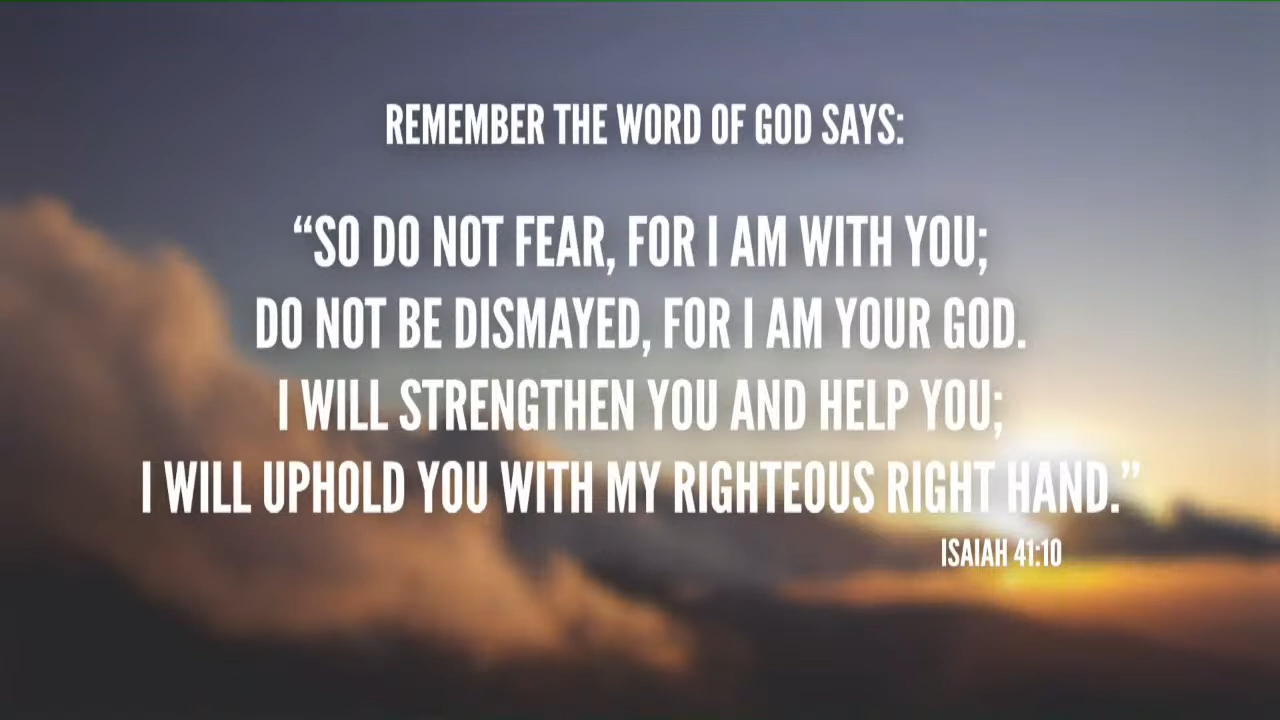 REMEMBER THE WORD OF GOD SAYS:
“SO DO NOT FEAR, FOR I AM WITH YOU;
DO NOT BE DISMAYED, FOR I AM YOUR GOD.
I WILL STRENGTHEN YOU AND HELP YOU;
I WILL UPHOLD YOU WITH MY RIGHTEOUS RIGHT HAND.”
ISAIAH 41:10